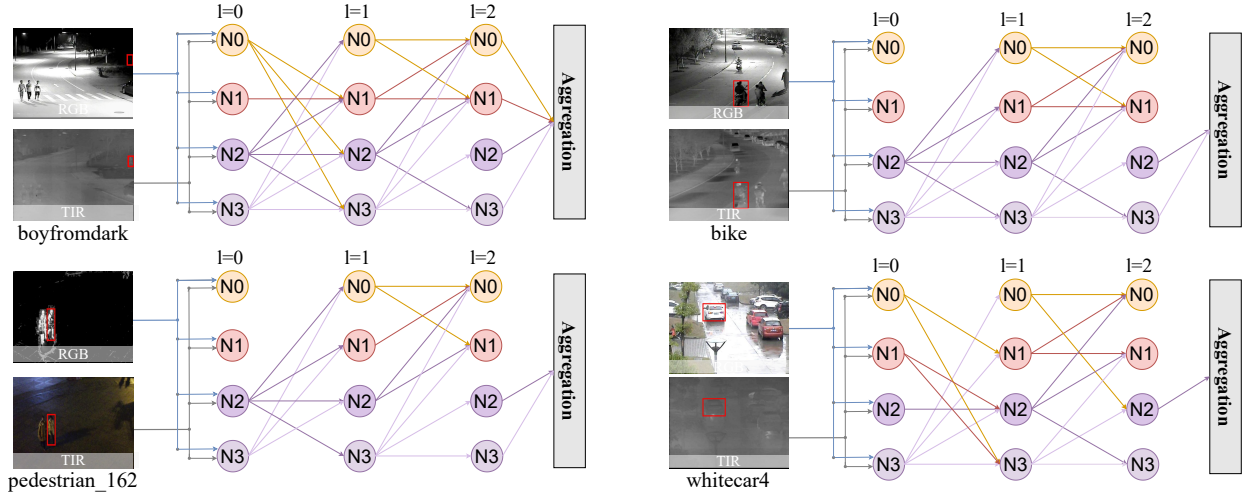 l=0 l=1 l=2
N0 N0 N0
N1 N1 N1
RGB
N2 N2 N2
N3 N3 N3
TIR
boyfromdark
Aggregation
l=0 l=1 l=2
N0 N0 N0
N1 N1 N1
RGB
N2 N2 N2
N3 N3 N3
TIR
bike
Aggregation
l=0 l=1 l=2
N0 N0 N0
N1 N1 N1
RGB
N2 N2 N2
N3 N3 N3
TIR
pedestrian_162
Aggregation
l=0 l=1 l=2
N0 N0 N0
N1 N1 N1
N2 N2 N2
N3 N3 N3
TIR
whitecar4
Aggregation